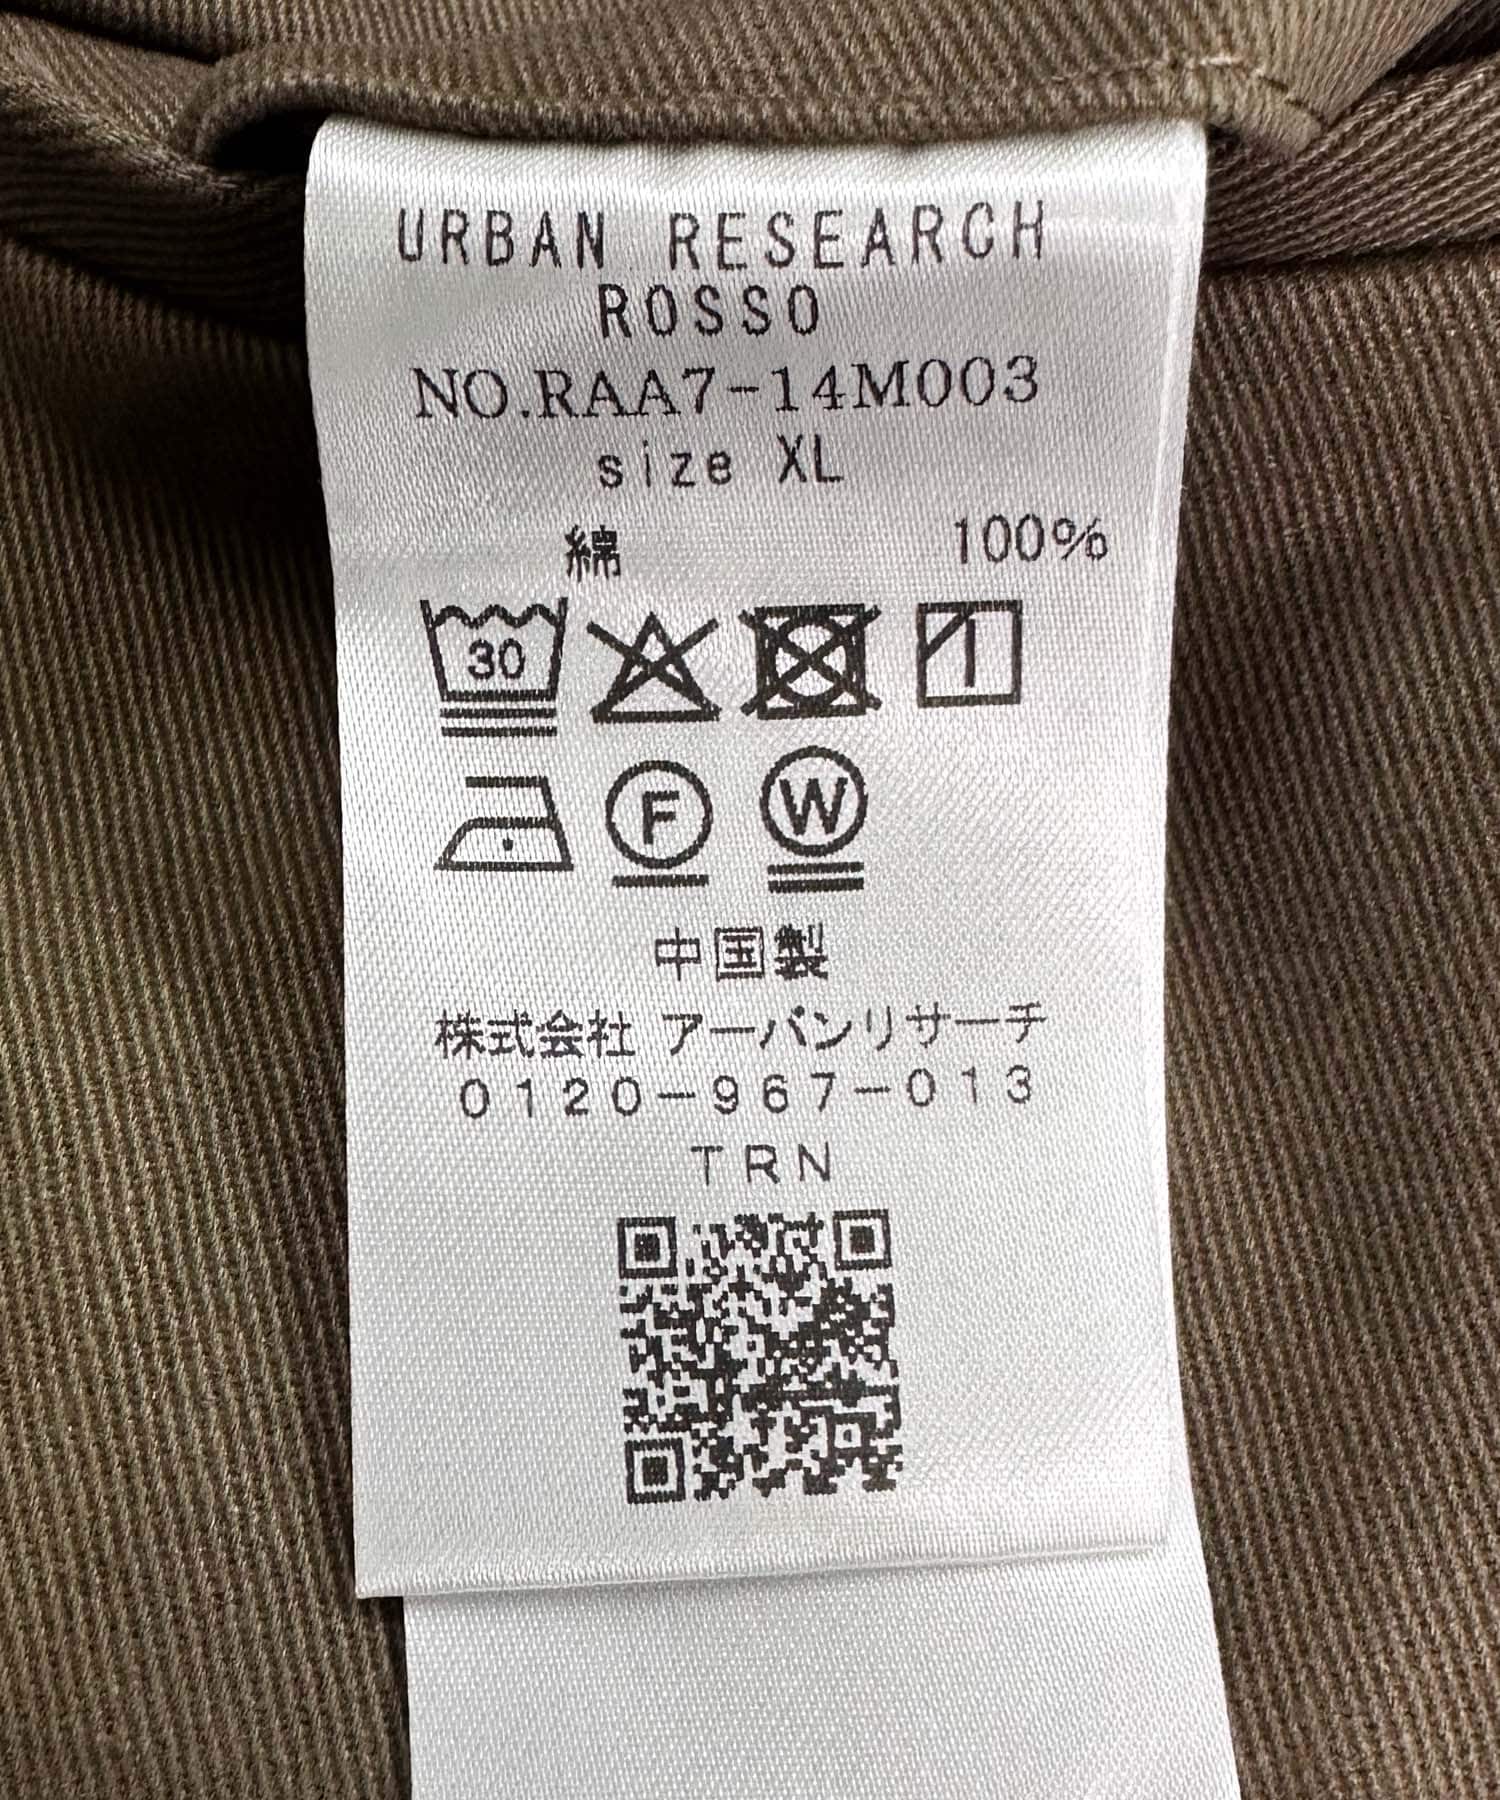 URBAN RESEARCH
ROSSO
NO.RAA7-14M003
size XL
綿 100%
30
F W
中国製
株式会社 アーバンリサーチ
0120-967-013
TRN